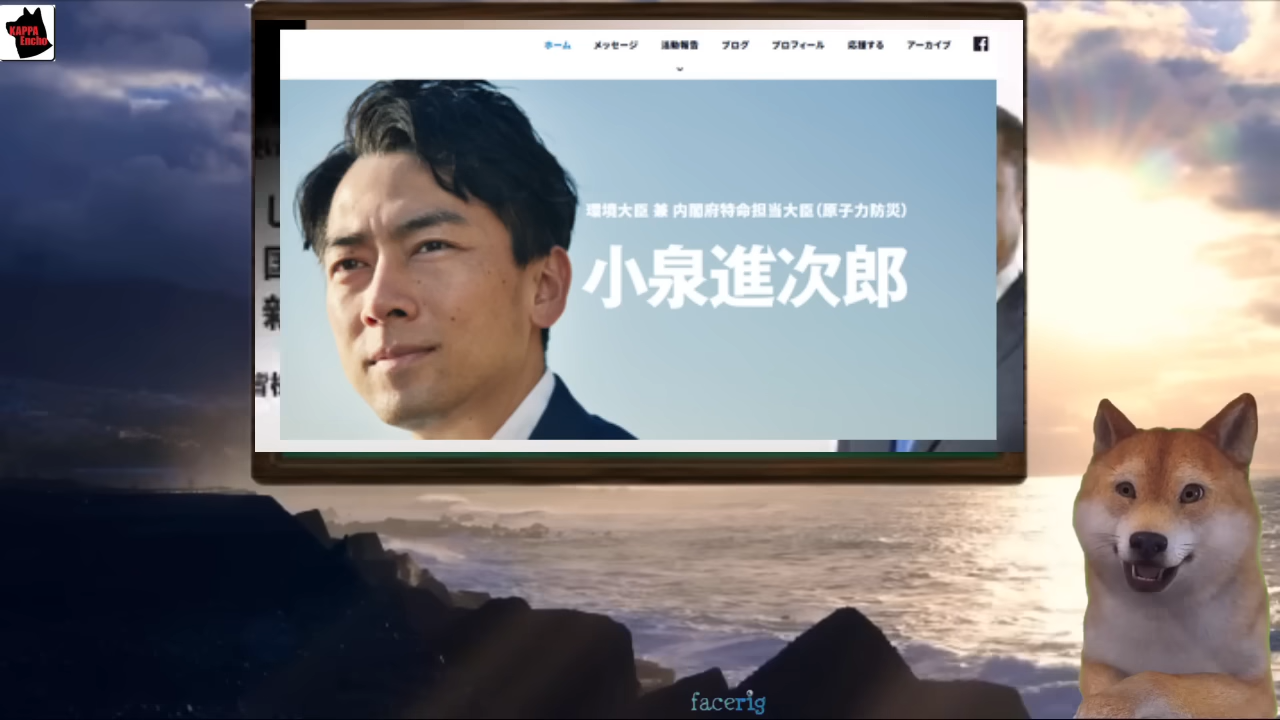 KAPPA
Encho
ホーム メッセージ 活動報告 ブログ プロフィール 応援する アーカイブ
環境大臣 兼 内閣府特命担当大臣(原子力防災)
小泉進次郎
し
国
新
facerig